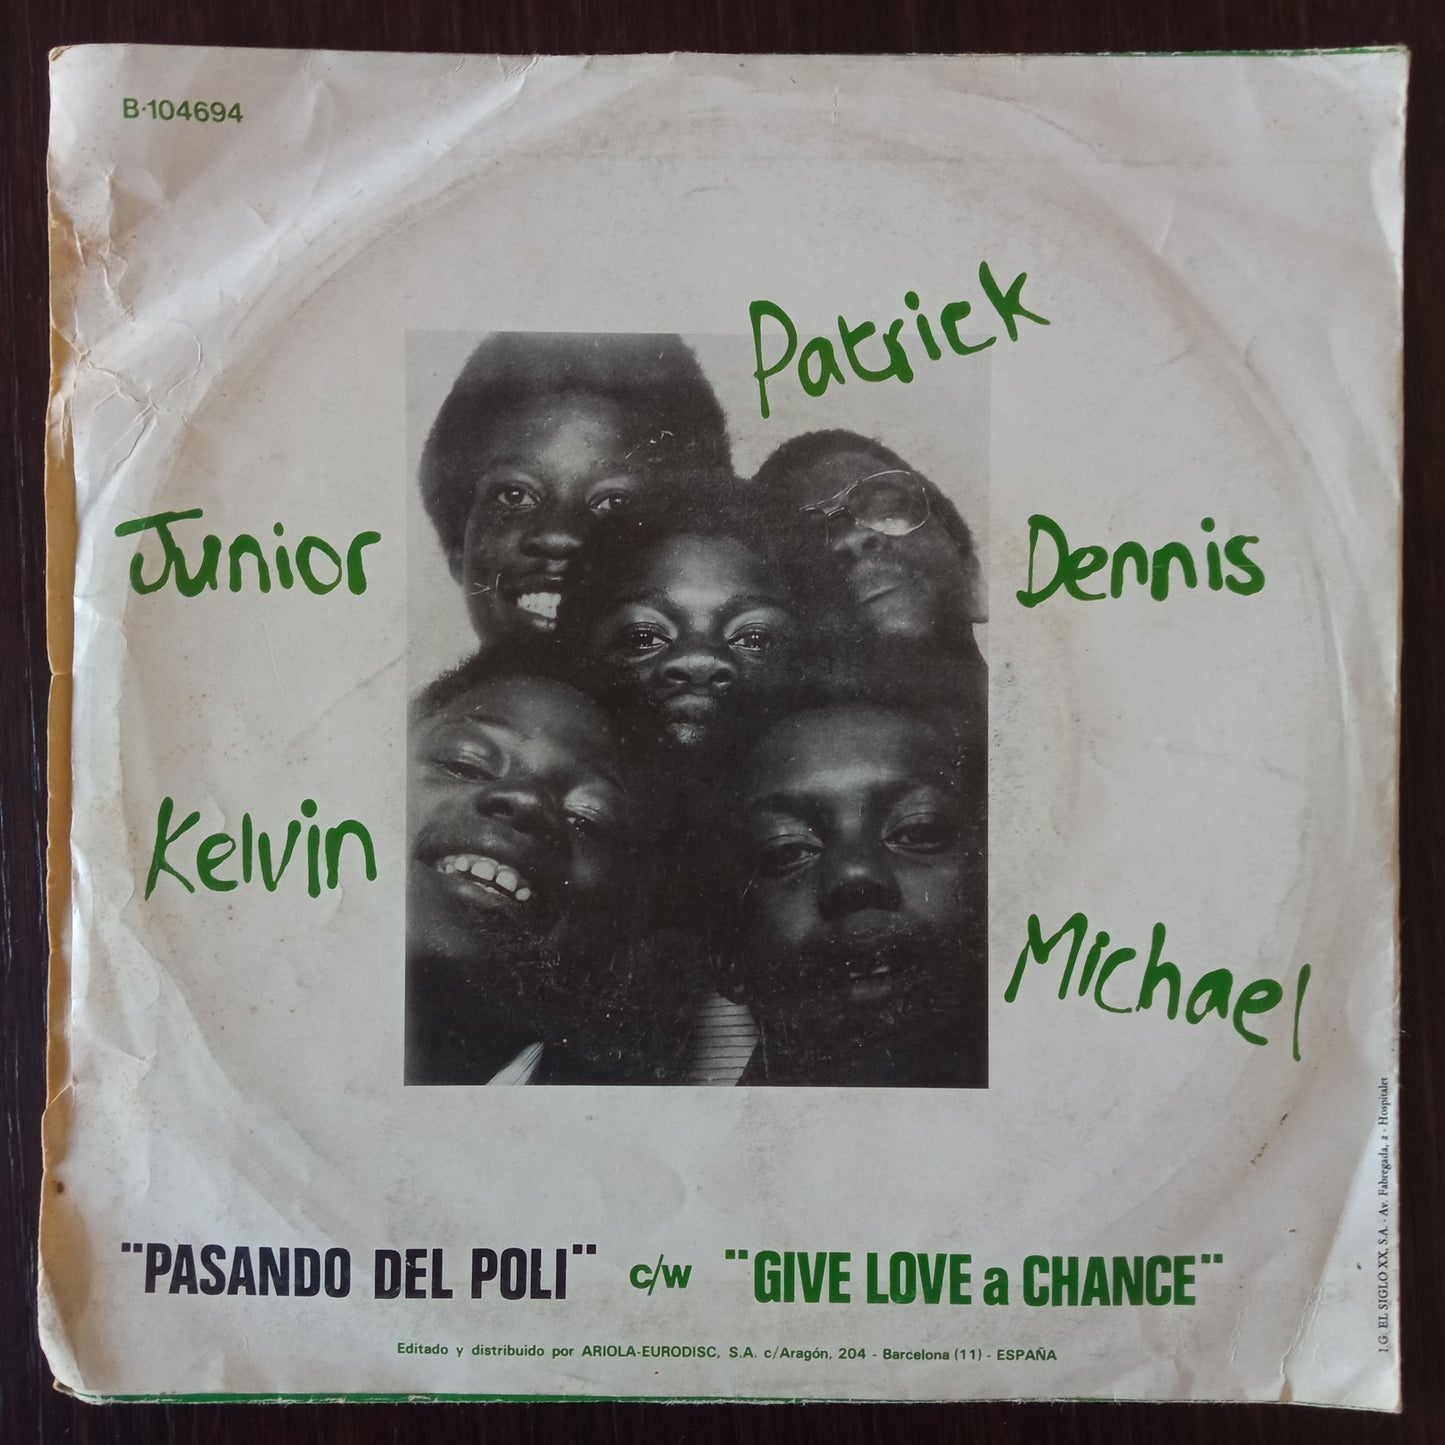 B·104694
Patrick
Junior
Dennis
Kelvin
Michael
"PASANDO DEL POLI" c/w "GIVE LOVE a CHANCE"
Editado y distribuido por ARIOLA-EURODISC, S.A. c/Aragón, 204 - Barcelona (11) - ESPAÑA
I.G. EL SIGLO XX, S.A. - Av. Fabregada, 2 - Hospitalet